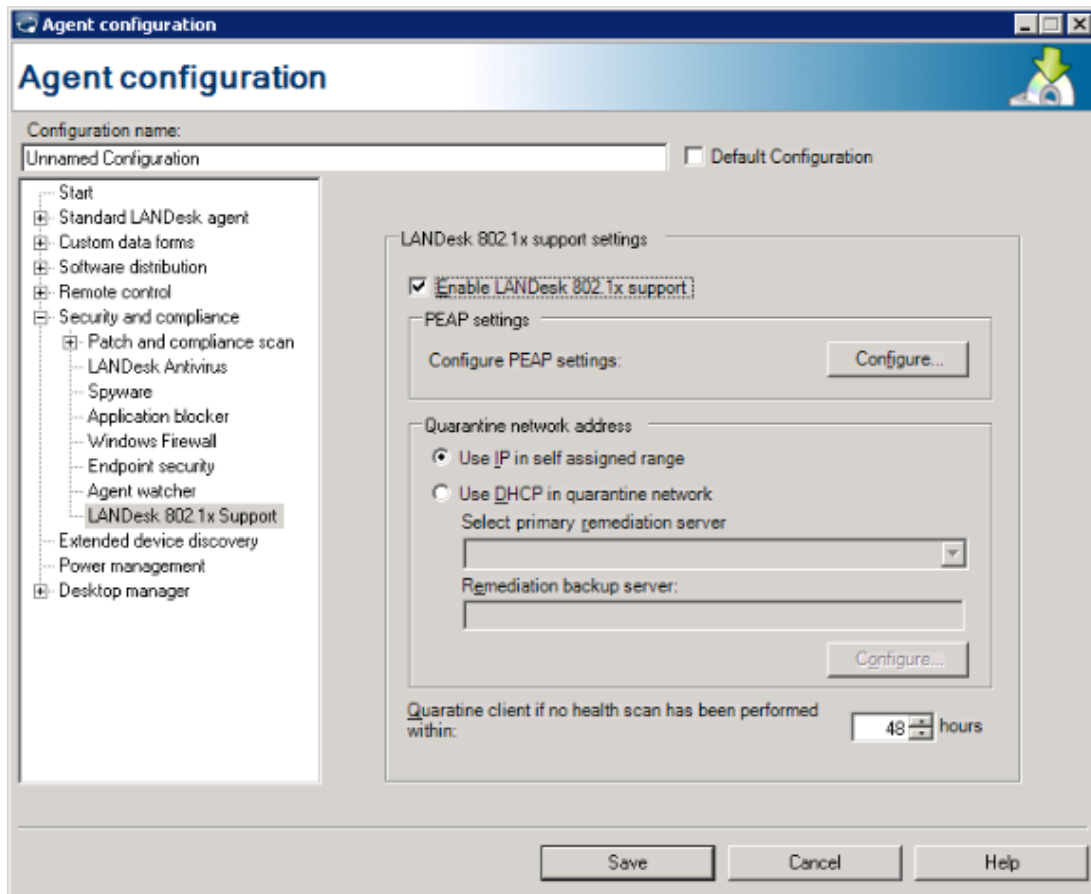 Agent configuration
Agent configuration
Configuration name:
Unnamed Configuration
Default Configuration
Start
Standard LANDesk agent
Custom data forms
Software distribution
Remote control
Security and compliance
Patch and compliance scan
LANDesk Antivirus
Spyware
Application blocker
Windows Firewall
Endpoint security
Agent watcher
LANDesk 802.1x Support
Extended device discovery
Power management
Desktop manager
LANDesk 802.1x support settings
Enable LANDesk 802.1x support
PEAP settings
Configure PEAP settings:
Configure...
Quarantine network address
Use IP in self assigned range
Use DHCP in quarantine network
Select primary remediation server
Remediation backup server:
Configure...
Quaratine client if no health scan has been performed
within:
48 hours
Save
Cancel
Help